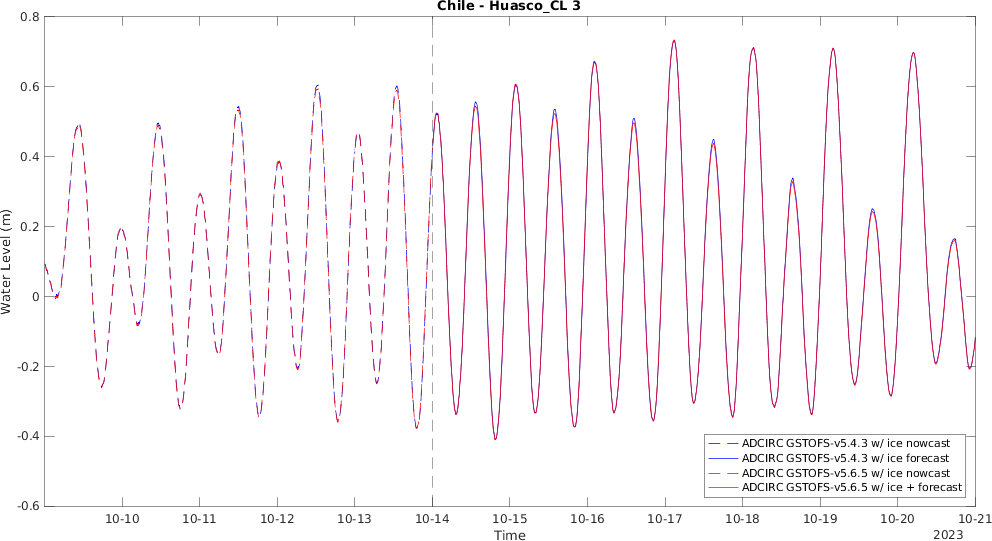 Chile - Huasco_CL 3
Water Level (m)
0.8
0.6
0.4
0.2
0
-0.2
-0.4
-0.6
10-10 10-11 10-12 10-13 10-14 10-15 10-16 10-17 10-18 10-19 10-20 10-21
Time
2023
ADCIRC GSTOFS-v5.4.3 w/ ice nowcast
ADCIRC GSTOFS-v5.4.3 w/ ice forecast
ADCIRC GSTOFS-v5.6.5 w/ ice nowcast
ADCIRC GSTOFS-v5.6.5 w/ ice + forecast